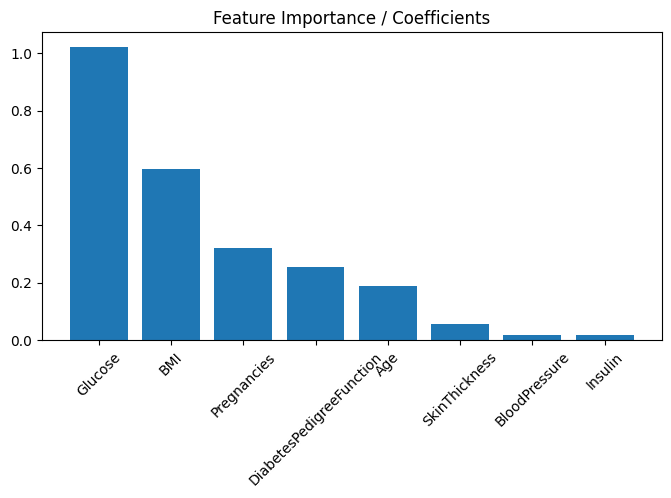 Feature Importance / Coefficients
1.0
0.8
0.6
0.4
0.2
0.0
Glucose
BMI
Pregnancies
DiabetesPedigreeFunction
Age
SkinThickness
BloodPressure
Insulin